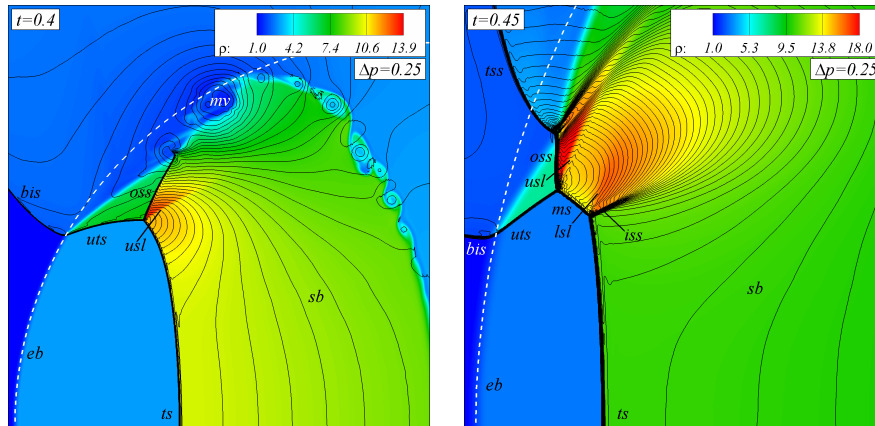 t=0.4
ρ: 1.0 4.2 7.4 10.6 13.9
Δp=0.25
mv
bis
oss
uts
usl
sb
eb
ts
t=0.45
ρ: 1.0 5.3 9.5 13.8 18.0
Δp=0.25
tss
oss
usl
ms
uts
lsl
iss
bis
sb
eb
ts